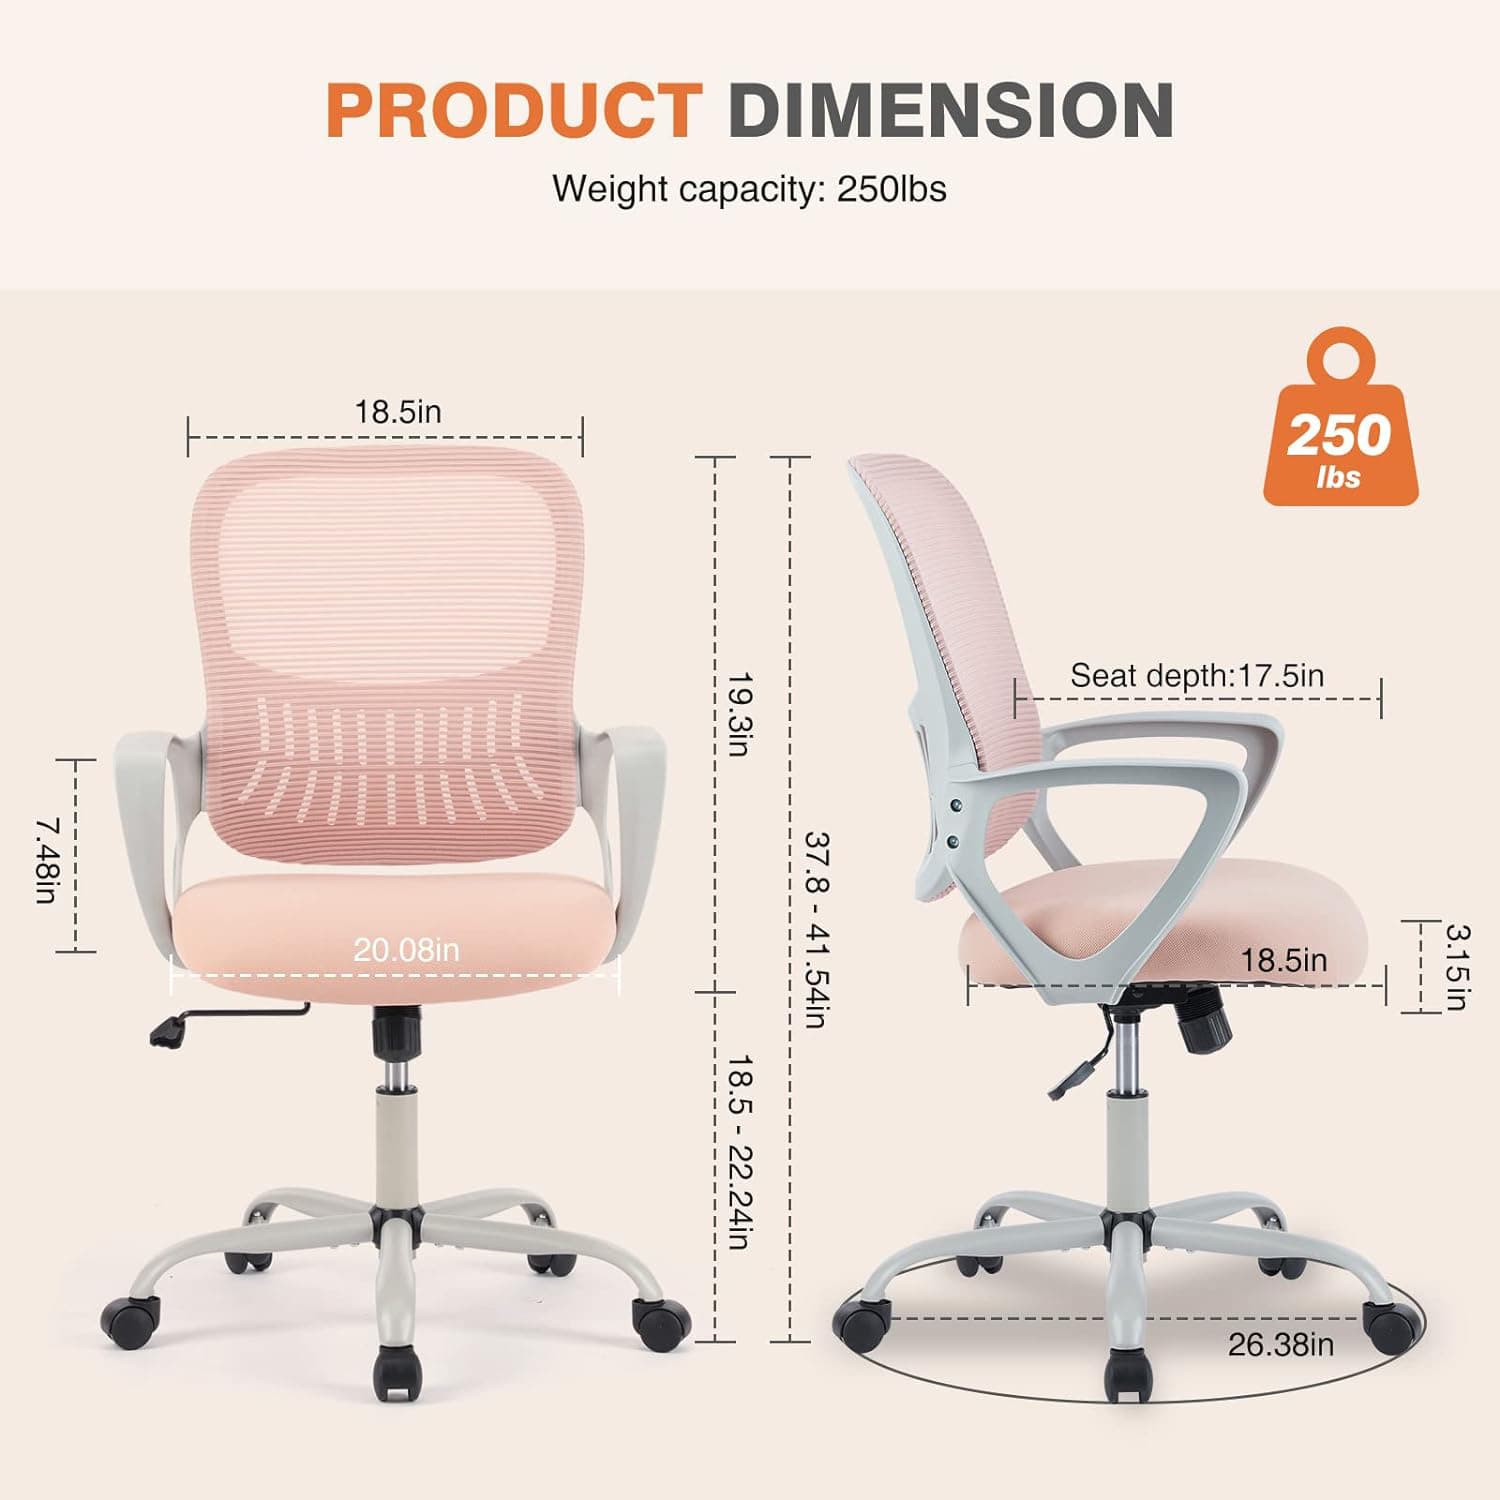 PRODUCT DIMENSION
Weight capacity: 250lbs
250
lbs
18.5in
19.3in
7.48in
20.08in
37.8 - 41.54in
18.5 - 22.24in
Seat depth:17.5in
18.5in
3.15in
26.38in